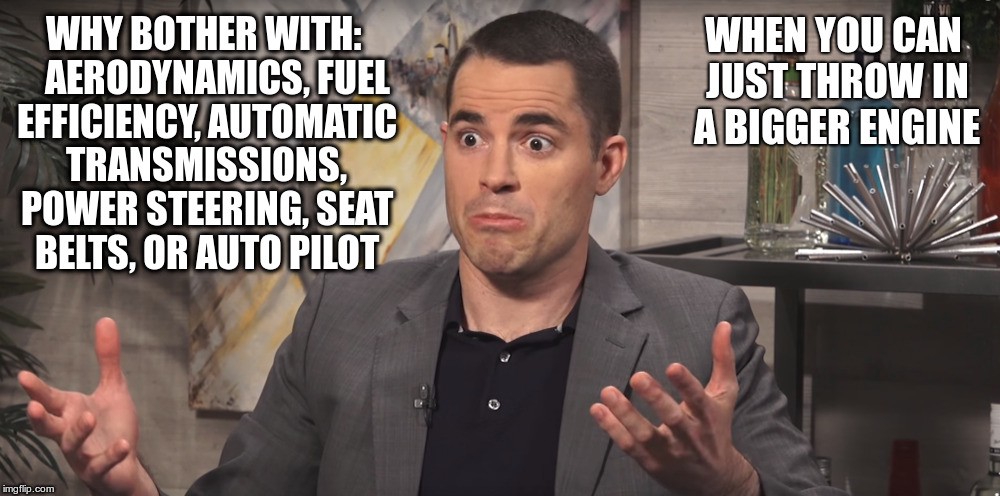 WHY BOTHER WITH:
AERODYNAMICS, FUEL
EFFICIENCY, AUTOMATIC
TRANSMISSIONS,
POWER STEERING, SEAT
BELTS, OR AUTO PILOT
WHEN YOU CAN
JUST THROW IN
A BIGGER ENGINE
imgflip.com